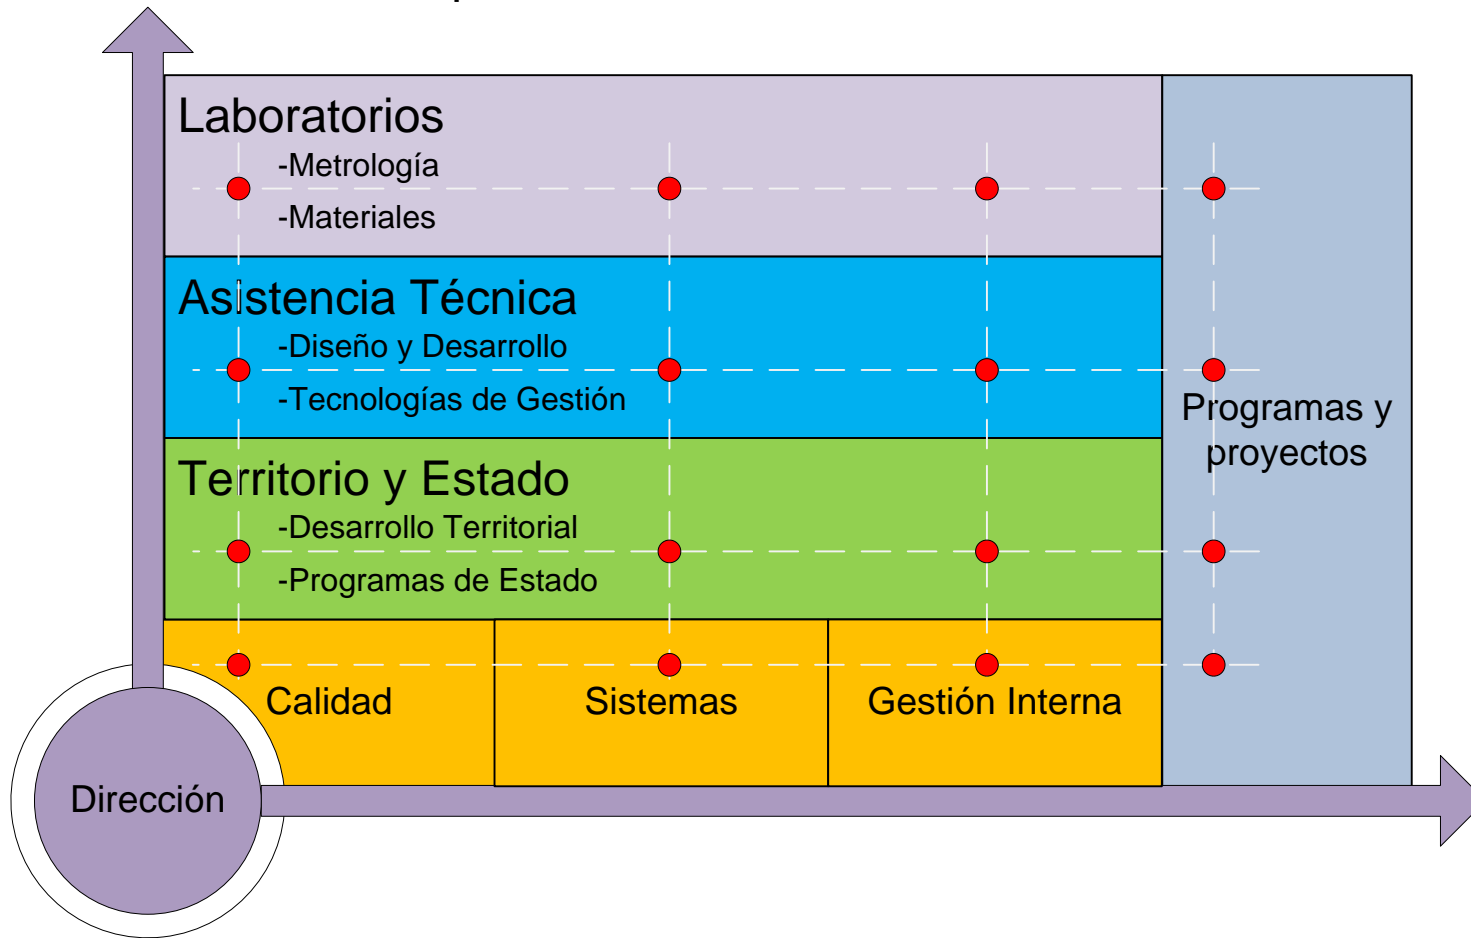 Laboratorios
-Metrología
-Materiales
Asistencia Técnica
-Diseño y Desarrollo
-Tecnologías de Gestión
Programas y
proyectos
Territorio y Estado
-Desarrollo Territorial
-Programas de Estado
Calidad
Sistemas
Gestión Interna
Dirección